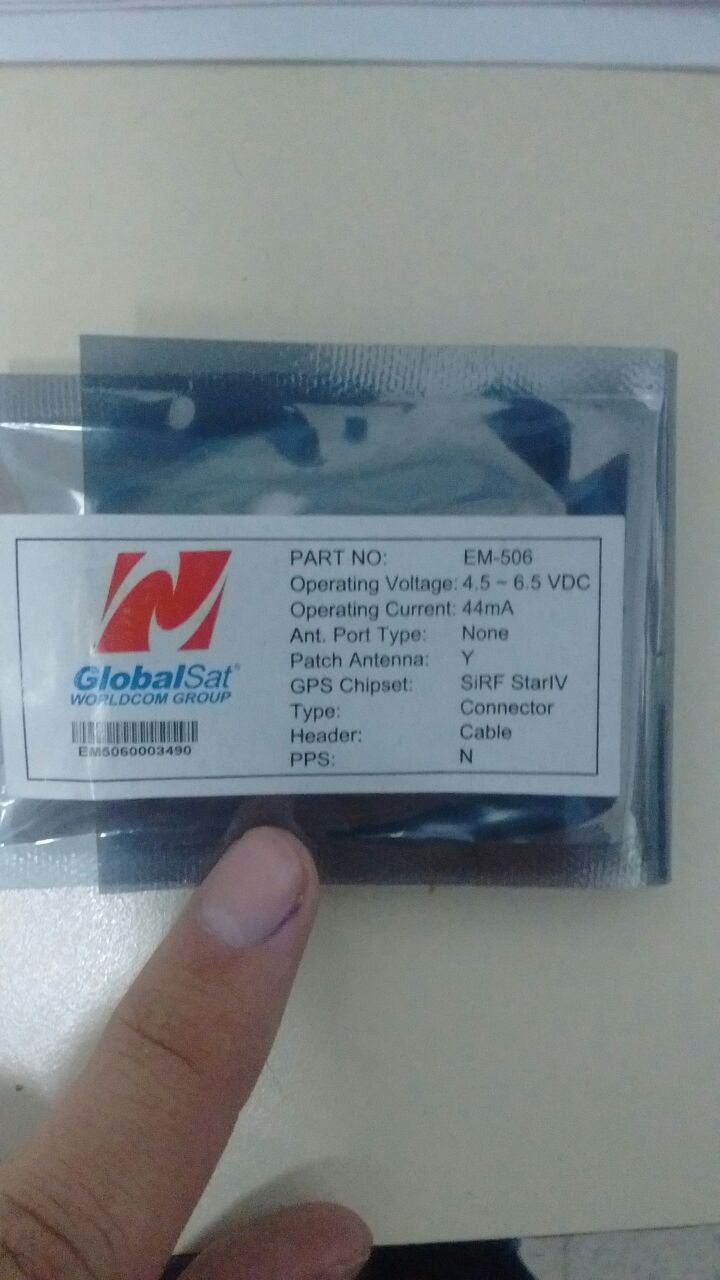 GlobalSat®
WORLDCOM GROUP
EM5060003490
PART NO: EM-506
Operating Voltage: 4.5 ~ 6.5 VDC
Operating Current: 44mA
Ant. Port Type: None
Patch Antenna: Y
GPS Chipset: SiRF StarIV
Type: Connector
Header: Cable
PPS: N